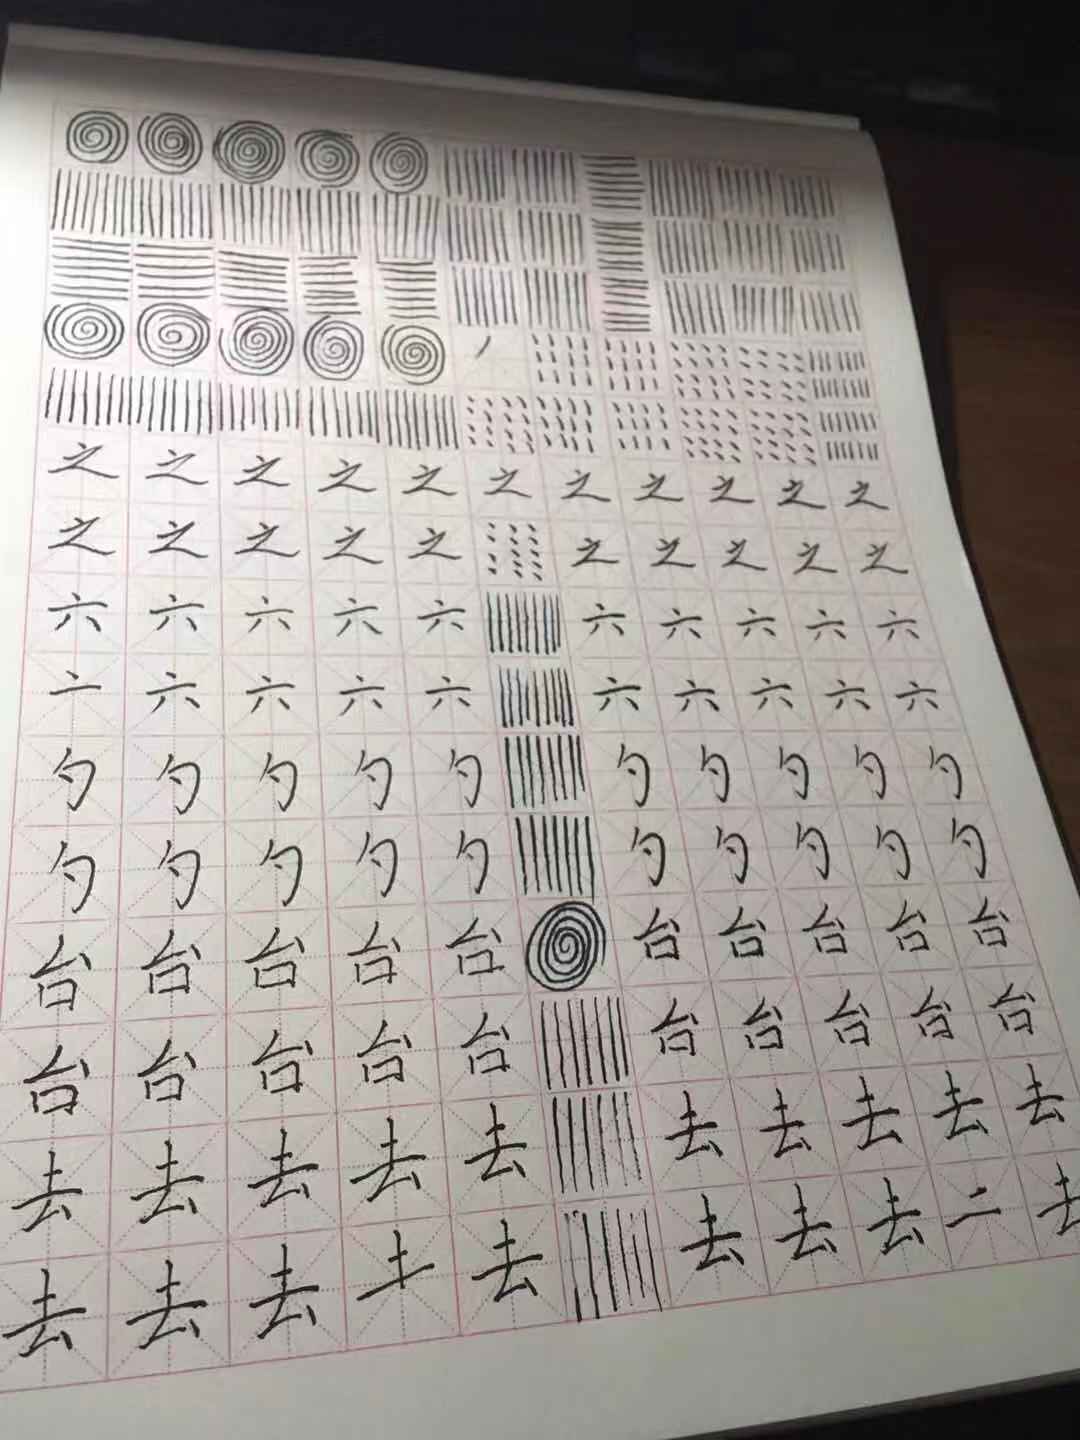 之 之 之 之 之 之 之 之 之 之 之
之 之 之 之 之 之 之 之 之 之
六 六 六 六 六 六 六 六 六 六
亠 六 六 六 六 六 六 六 六 六
勺 勺 勺 勺 勺 勺 勺 勺 勺 勺
勺 勺 勺 勺 勺 勺 勺 勺 勺 勺
台 台 台 台 台 台 台 台 台 台
台 台 台 台 台 台 台 台 台 台
去 去 去 去 去 去 去 去 去 去
去 去 去 土 去 去 去 去 二 去